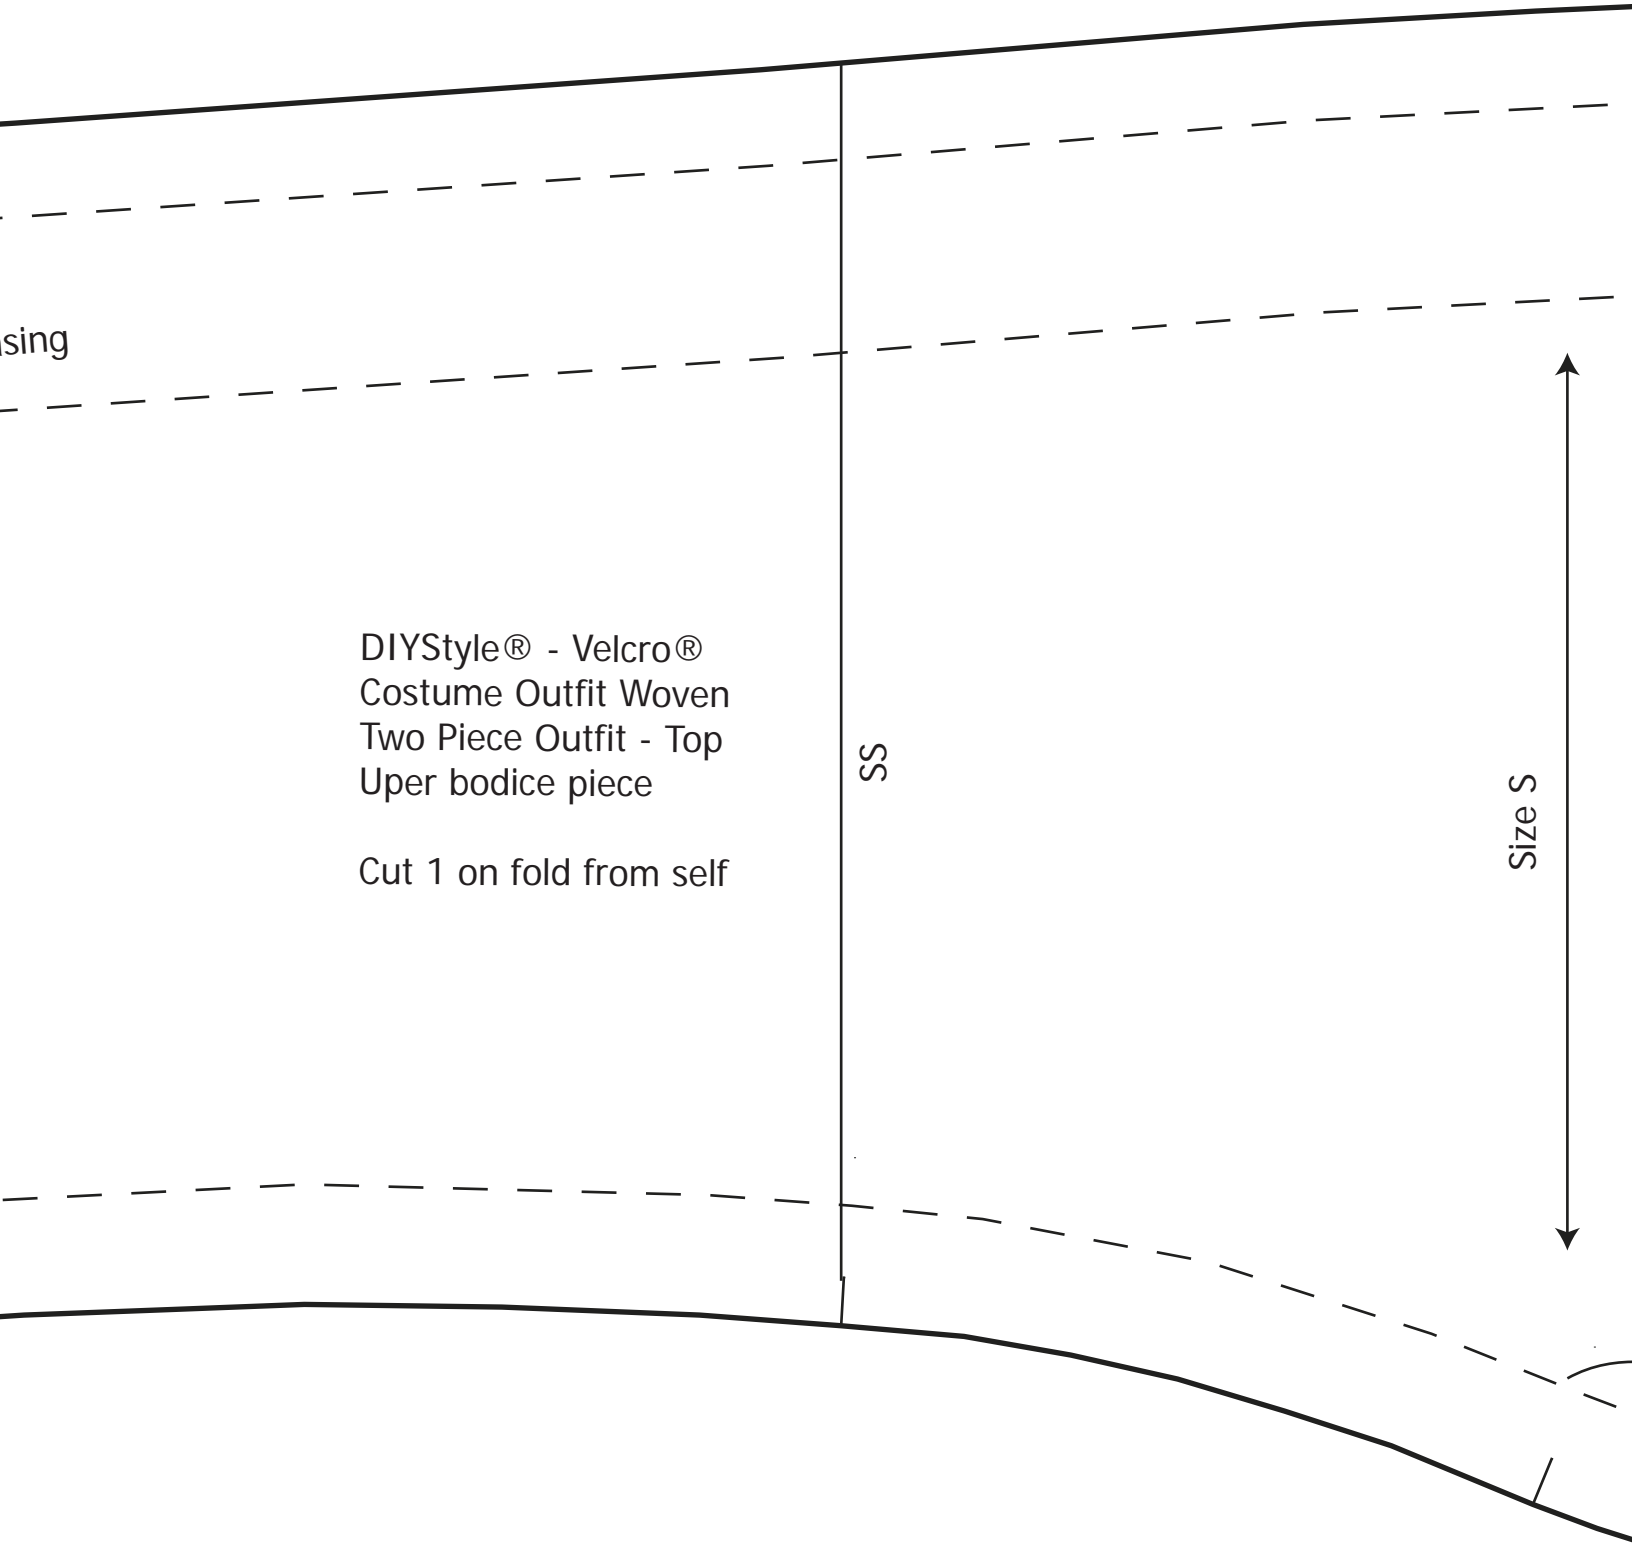 DIYStyle® - Velcro®
Costume Outfit Woven
Two Piece Outfit - Top
Uper bodice piece
Cut 1 on fold from self
SS
Size S